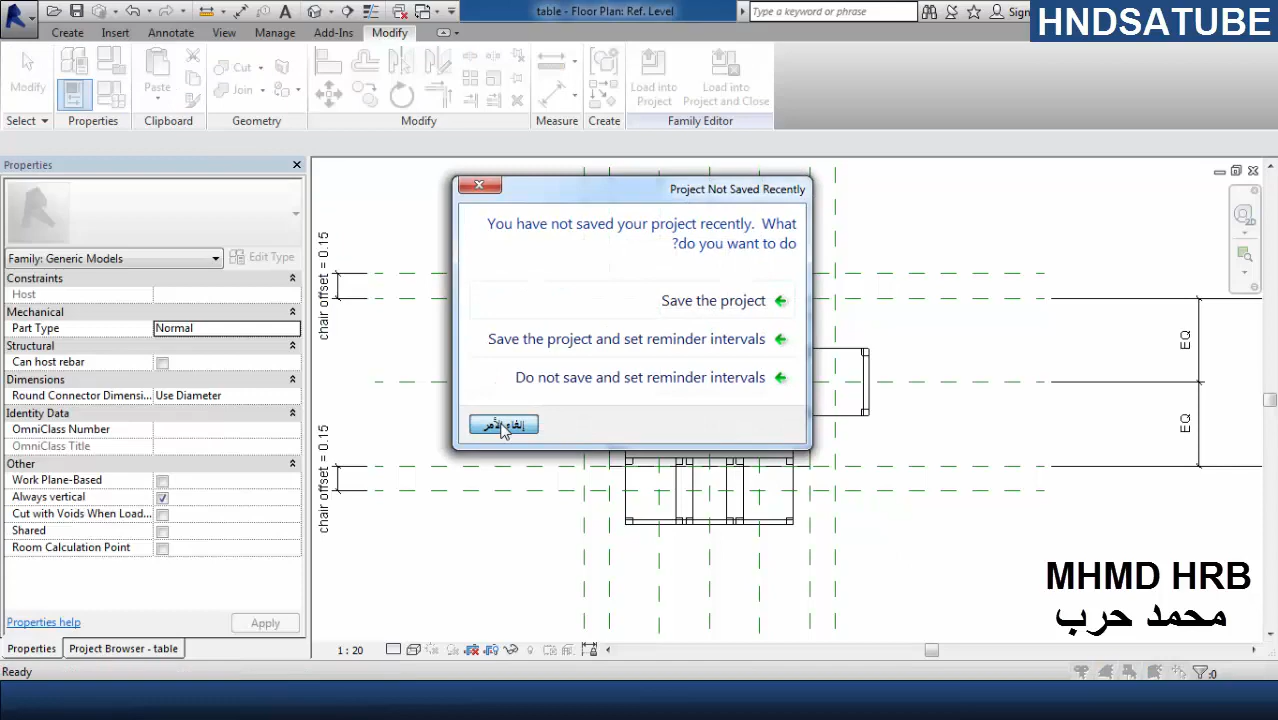 table - Floor Plan: Ref. Level
Type a keyword or phrase
Sign
HNDSATUBE
Create
Insert
Annotate
View
Manage
Add-Ins
Modify
Modify
Paste
Cut
Join
Load into
Project
Load into
Project and Close
Select
Properties
Clipboard
Geometry
Modify
Measure
Create
Family Editor
Properties
Family: Generic Models
Edit Type
Constraints
Host
Mechanical
Part Type
Normal
Structural
Can host rebar
Dimensions
Round Connector Dimensi...
Use Diameter
Identity Data
OmniClass Number
OmniClass Title
Other
Work Plane-Based
Always vertical
Cut with Voids When Load...
Shared
Room Calculation Point
Properties help
Apply
Properties
Project Browser - table
chair offset = 0.15
chair offset = 0.15
Project Not Saved Recently
You have not saved your project recently. What
?do you want to do
Save the project
Save the project and set reminder intervals
Do not save and set reminder intervals
إلغاء الأمر
EQ
EQ
2D
MHMD HRB
محمد حرب
1 : 20
Ready
:0